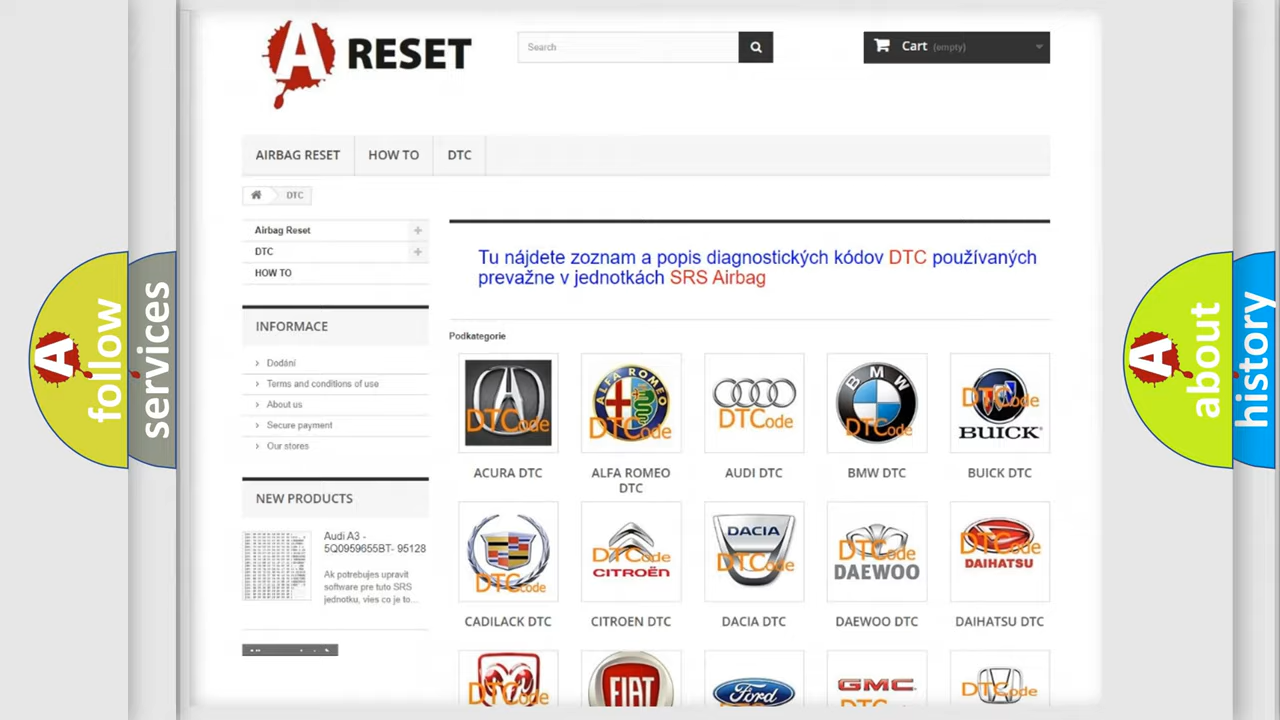 A RESET
Search
Cart (empty)
AIRBAG RESET
HOW TO
DTC
DTC
Airbag Reset
DTC
HOW TO
INFORMACE
Dodání
Terms and conditions of use
About us
Secure payment
Our stores
NEW PRODUCTS
Audi A3 -
5Q0959655BT- 95128
Ak potrebujes upravit
software pre tuto SRS
jednotku, vies co je to...
Tu nájdete zoznam a popis diagnostických kódov DTC používaných
prevažne v jednotkách SRS Airbag
Podkategorie
DTCode
ALFA ROMEO
DTCode
DTCode
BMW
DTCode
DTCode
BUICK
ACURA DTC
ALFA ROMEO
DTC
AUDI DTC
BMW DTC
BUICK DTC
DTCode
DTCode
CITROËN
DACIA
DTCode
DTCode
DAEWOO
DTCode
DAIHATSU
CADILACK DTC
CITROEN DTC
DACIA DTC
DAEWOO DTC
DAIHATSU DTC
DTCode
FIAT
Ford
GMC
DTCode
A
follow
services
A
about
history